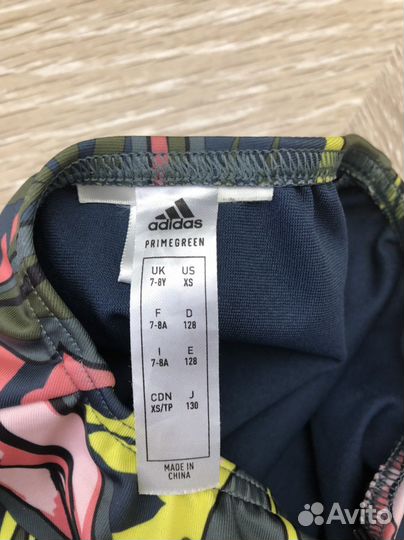 adidas
PRIMEGREEN
UK US
7-8Y XS
F D
7-8A 128
I E
7-8A 128
CDN J
XS/TP 130
MADE IN
CHINA
Avito